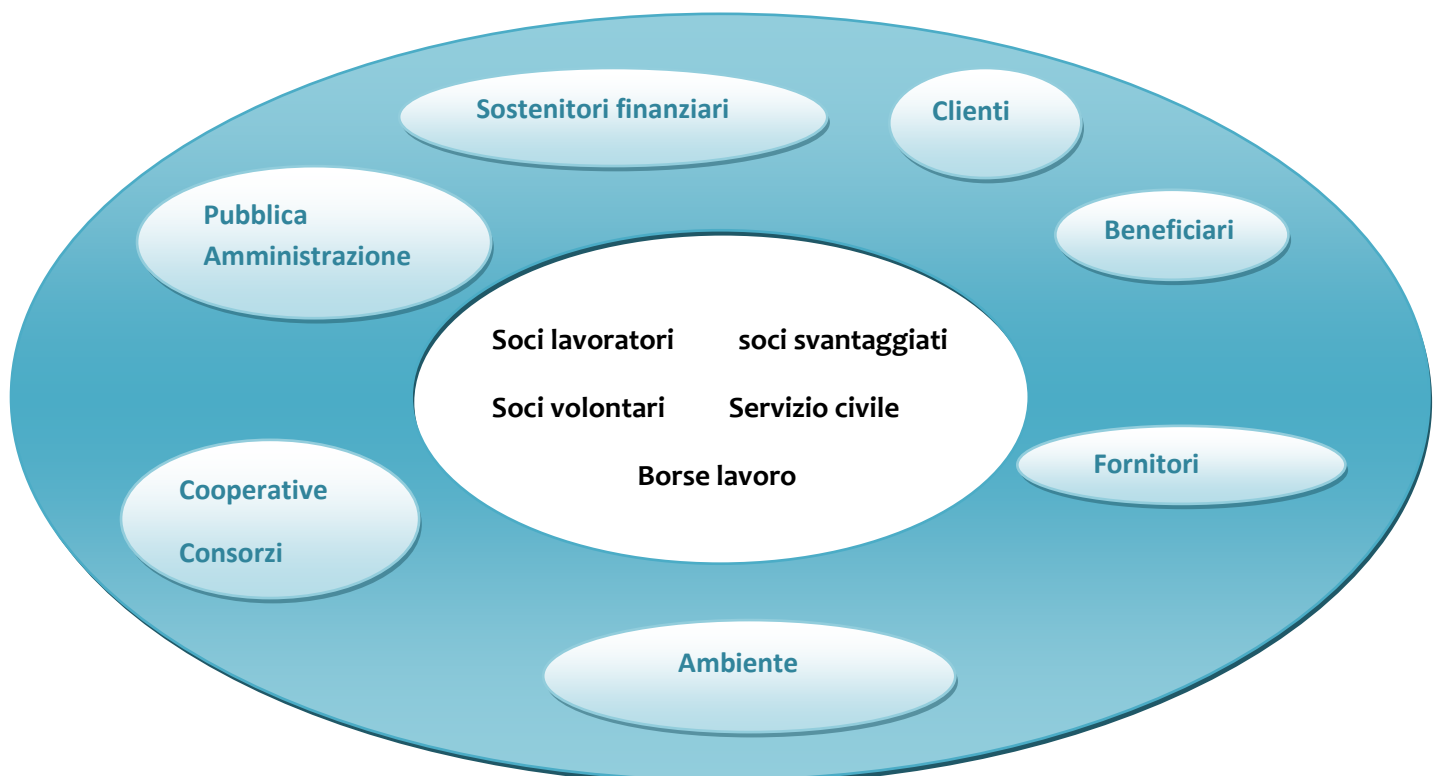 Sostenitori finanziari
Clienti
Pubblica
Amministrazione
Beneficiari
Soci lavoratori soci svantaggiati
Soci volontari Servizio civile
Borse lavoro
Fornitori
Cooperative
Consorzi
Ambiente